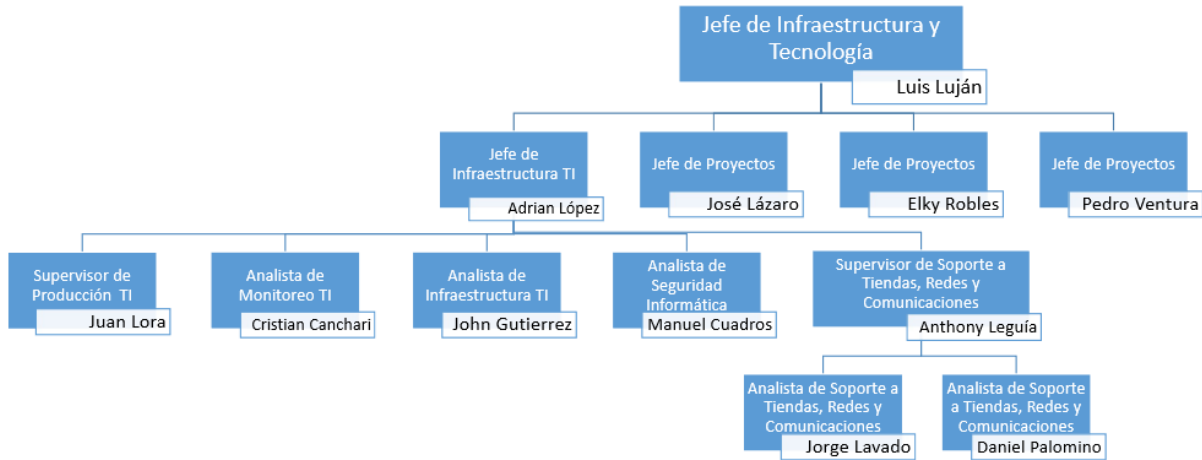 Jefe de Infraestructura y
Tecnología
Luis Luján
Jefe de
Infraestructura TI
Adrian López
Jefe de Proyectos
José Lázaro
Jefe de Proyectos
Elky Robles
Jefe de Proyectos
Pedro Ventura
Supervisor de
Producción TI
Juan Lora
Analista de
Monitoreo TI
Cristian Canchari
Analista de
Infraestructura TI
John Gutierrez
Analista de
Seguridad
Informática
Manuel Cuadros
Supervisor de Soporte a
Tiendas, Redes y
Comunicaciones
Anthony Leguía
Analista de Soporte a
Tiendas, Redes y
Comunicaciones
Jorge Lavado
Analista de Soporte
a Tiendas, Redes y
Comunicaciones
Daniel Palomino